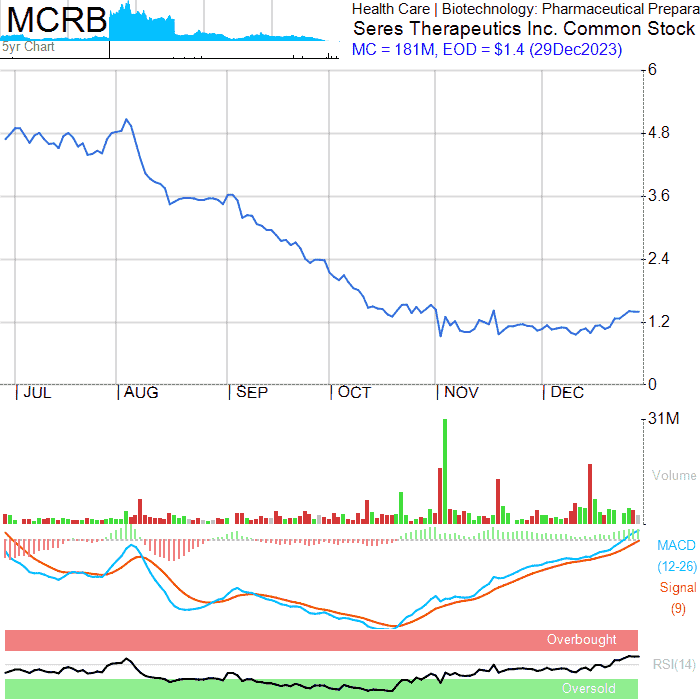 MCRB
5yr Chart
Health Care | Biotechnology: Pharmaceutical Prepara
Seres Therapeutics Inc. Common Stock
MC = 181M, EOD = $1.4 (29Dec2023)
6
4.8
3.6
2.4
1.2
0
JUL AUG SEP OCT NOV DEC
31M
Volume
MACD
(12-26)
Signal
(9)
Overbought
RSI(14)
Oversold